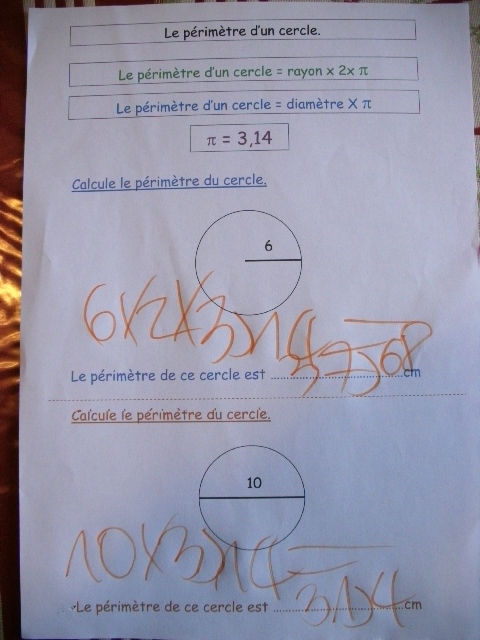 Le périmètre d'un cercle.
Le périmètre d'un cercle = rayon x 2x π
Le périmètre d'un cercle = diamètre X π
π = 3,14
Calcule le périmètre du cercle.
6
6x2x3,14 =
37,68
Le périmètre de ce cercle est ................................cm
Calcule le périmètre du cercle.
10
10x3,14 =
31,4
Le périmètre de ce cercle est ................................cm